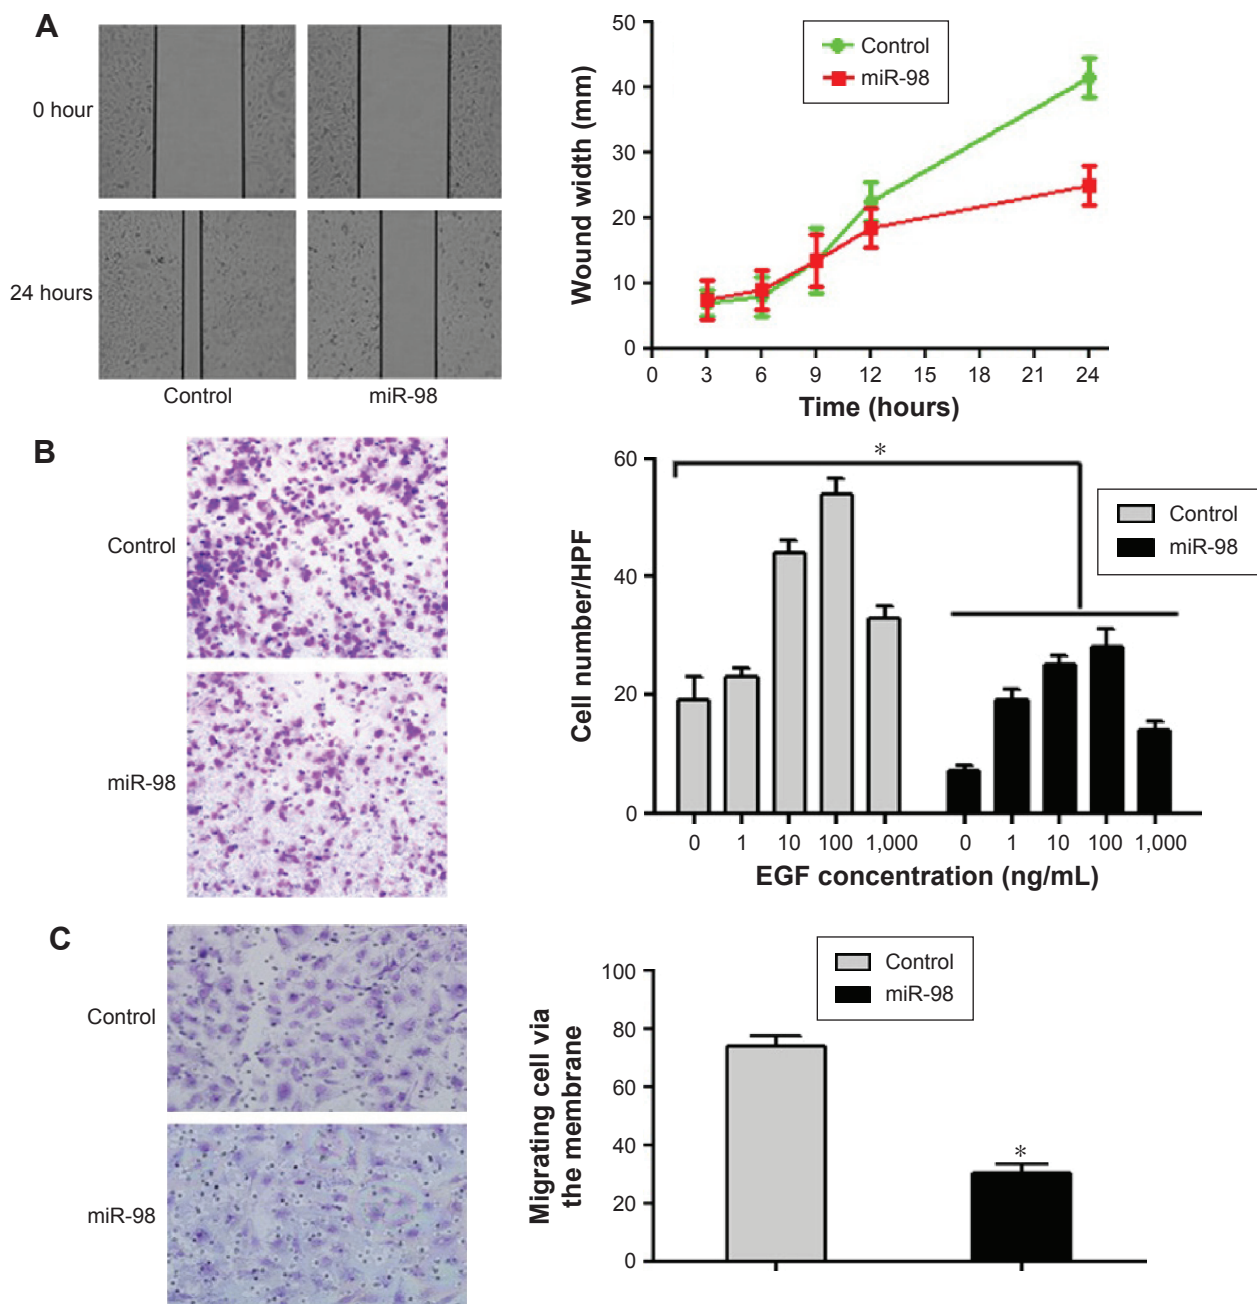 A
0 hour
24 hours
Control
miR-98
Wound width (mm)
50
40
30
20
10
0
Control
miR-98
0
3
6
9
12
15
18
21
24
Time (hours)
B
Control
miR-98
Cell number/HPF
60
40
20
0
*
Control
miR-98
0
1
10
100
1,000
0
1
10
100
1,000
EGF concentration (ng/mL)
C
Control
miR-98
Migrating cell via
the membrane
100
80
60
40
20
0
Control
miR-98
*